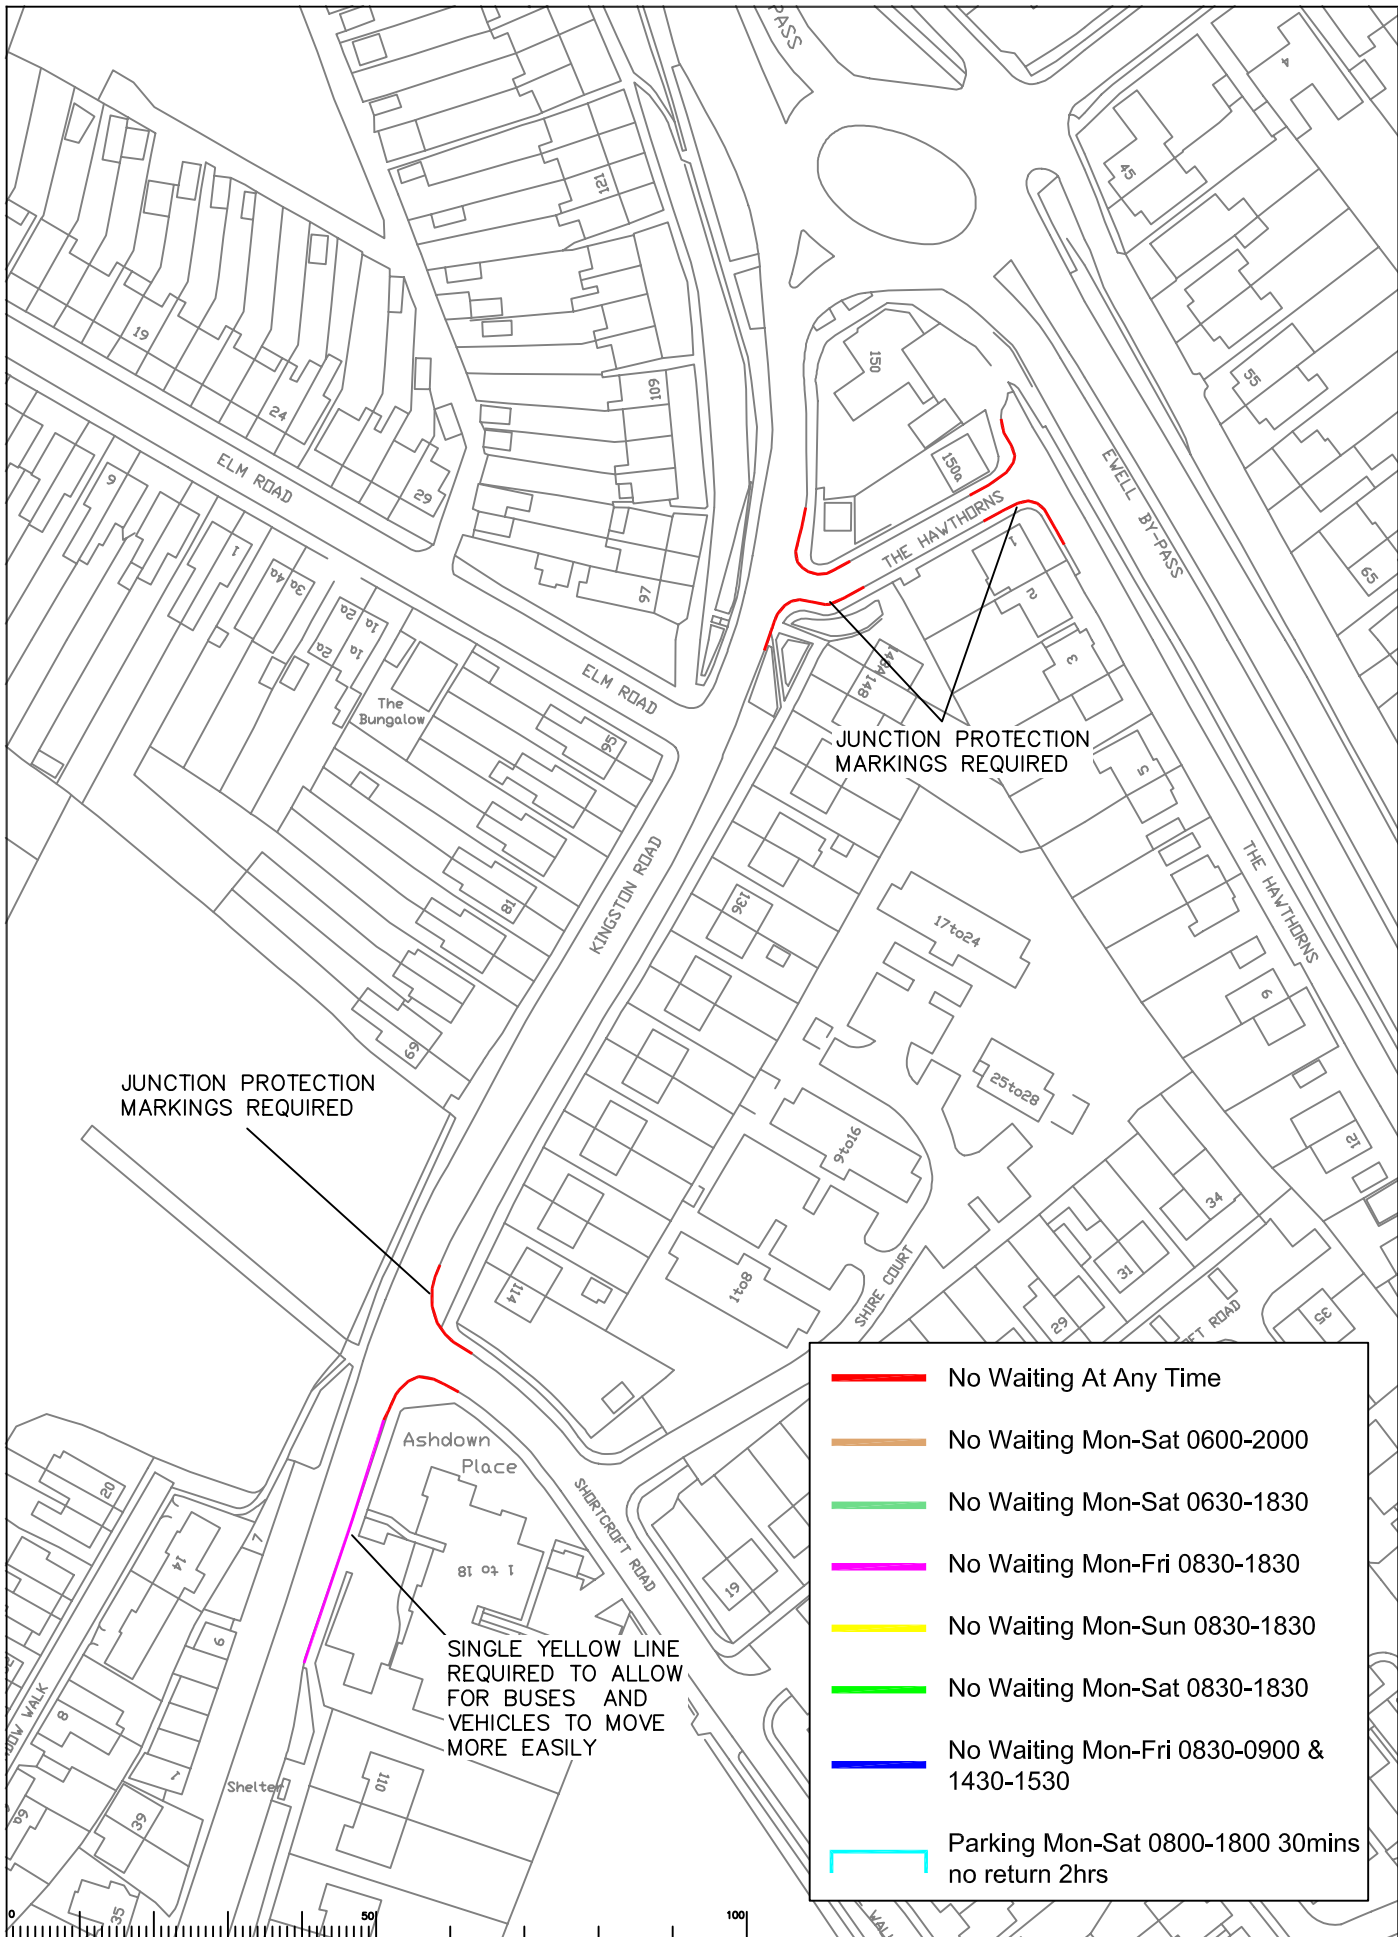 PASS
4
45
121
19
150
55
109
24
150a
ELM ROAD
EWELL BY-PASS
9
29
THE HAWTHORNS
1
1
65
3a 4a
97
2
1a 2a
1a
2a
3
ELM ROAD
148A 148
The
Bungalow
95
JUNCTION PROTECTION
MARKINGS REQUIRED
5
KINGSTON ROAD
THE HAWTHORNS
81
136
17to24
9
69
JUNCTION PROTECTION
MARKINGS REQUIRED
25to28
9to16
12
34
114
1to8
SHIRE COURT
31
29
35
FT ROAD
No Waiting At Any Time
Ashdown
Place
No Waiting Mon-Sat 0600-2000
20
SHORTCROFT ROAD
No Waiting Mon-Sat 0630-1830
7
14
1 to 18
No Waiting Mon-Fri 0830-1830
19
6
SINGLE YELLOW LINE
REQUIRED TO ALLOW
FOR BUSES AND
VEHICLES TO MOVE
MORE EASILY
No Waiting Mon-Sun 0830-1830
DOW WALK
8
No Waiting Mon-Sat 0830-1830
No Waiting Mon-Fri 0830-0900 &
1430-1530
1
Shelter
110
6a
39
Parking Mon-Sat 0800-1800 30mins
no return 2hrs
35
WAL
0 50 100